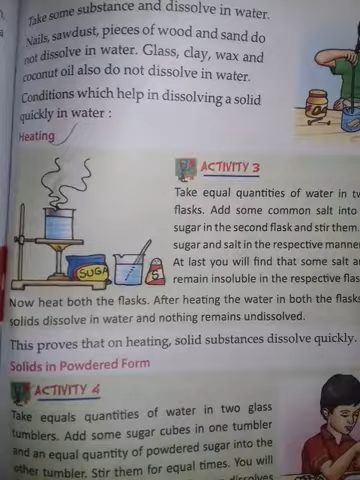 Take some substance and dissolve in water.
Nails, sawdust, pieces of wood and sand do
not dissolve in water. Glass, clay, wax and
coconut oil also do not dissolve in water.
Conditions which help in dissolving a solid
quickly in water :
Heating
ACTIVITY 3
Take equal quantities of water in
flasks. Add some common salt into
sugar in the second flask and stir them.
sugar and salt in the respective
At last you will find that some salt
remain insoluble in the respective
SUGA
S
Now heat both the flasks. After heating the water in both the flasks
solids dissolve in water and nothing remains undissolved.
This proves that on heating, solid substances dissolve quickly.
Solids in Powdered Form
ACTIVITY 4
Take equals quantities of water in two glass
tumblers. Add some sugar cubes in one tumbler
and an equal quantity of powdered sugar into the
other tumbler. Stir them for equal times. You will
dissolves